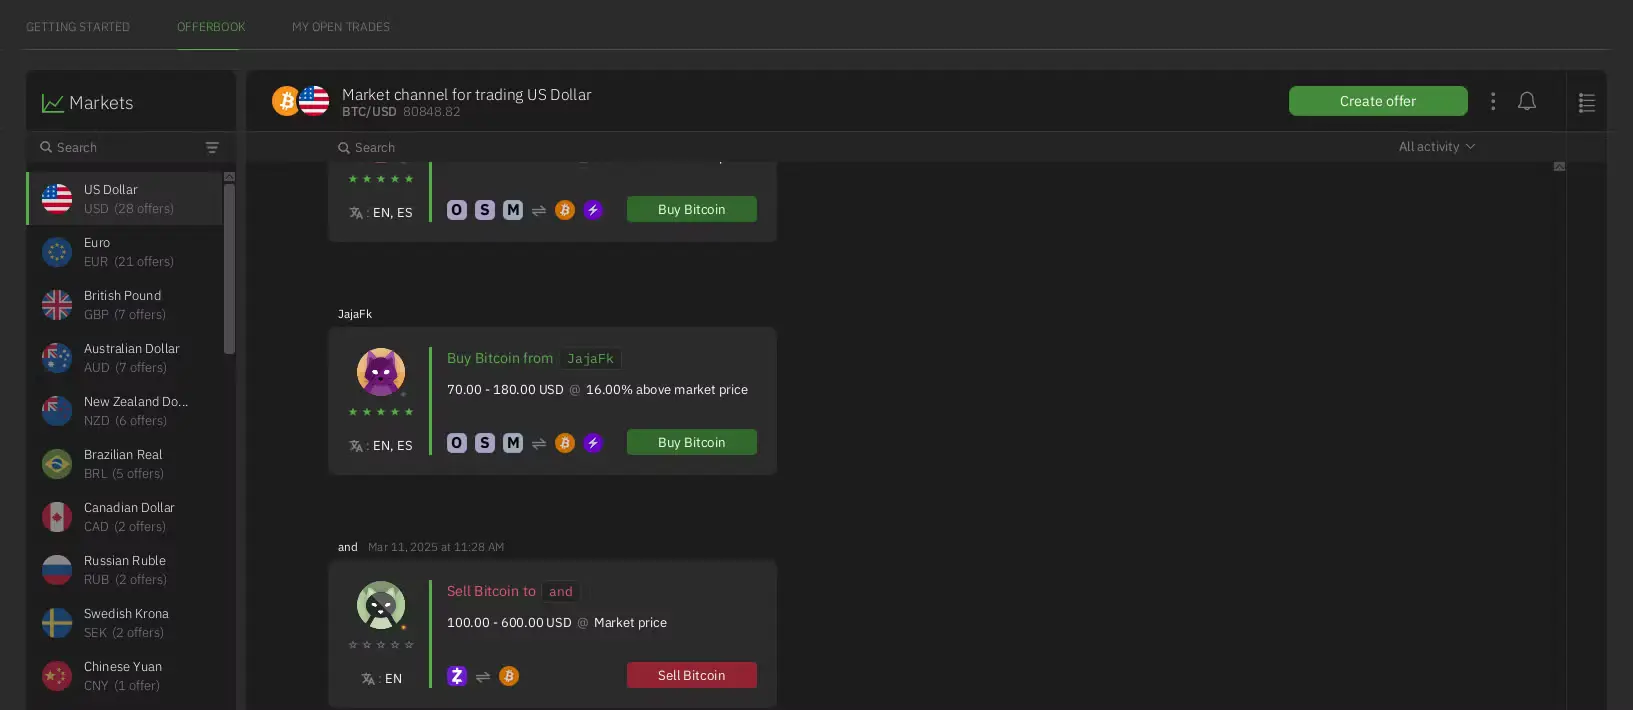 GETTING STARTED
OFFERBOOK
MY OPEN TRADES
Markets
Search
US Dollar
USD (28 offers)
Euro
EUR (21 offers)
British Pound
GBP (7 offers)
Australian Dollar
AUD (7 offers)
New Zealand Do...
NZD (6 offers)
Brazilian Real
BRL (5 offers)
Canadian Dollar
CAD (2 offers)
Russian Ruble
RUB (2 offers)
Swedish Krona
SEK (2 offers)
Chinese Yuan
CNY (1 offer)
Market channel for trading US Dollar
BTC/USD 80848.82
Create offer
Search
All activity
: EN, ES
O S M
Buy Bitcoin
JajaFk
Buy Bitcoin from JajaFk
70.00 - 180.00 USD @ 16.00% above market price
: EN, ES
O S M
Buy Bitcoin
and Mar 11, 2025 at 11:28 AM
Sell Bitcoin to and
100.00 - 600.00 USD @ Market price
: EN
Sell Bitcoin